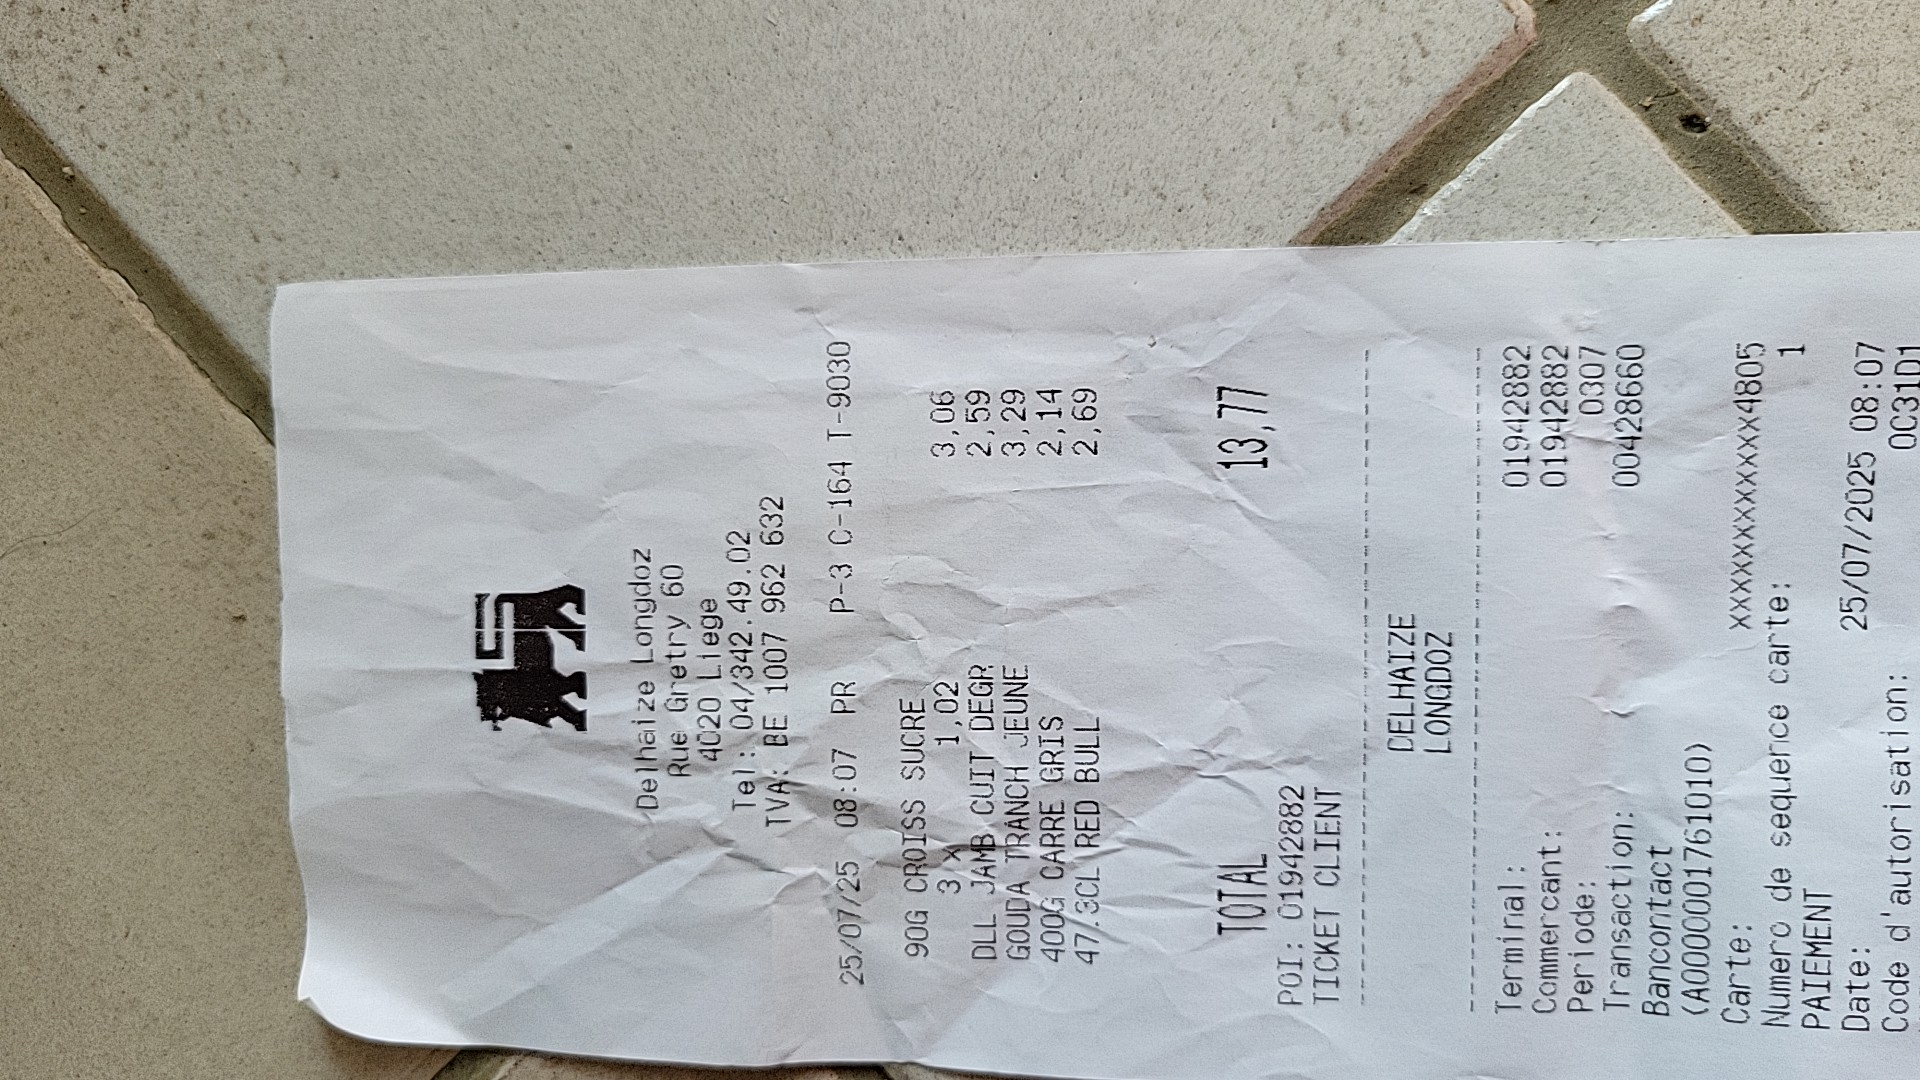 Delhaize Longdoz
Rue Gretry 60
4020 Liege
Tel: 04/342.49.02
TVA: BE 1007 962 632
25/07/25 08:07 PR P-3 C-164 T-9030
90G CROISS SUCRE
3 x 1,02 3,06
DLL JAMB CUIT DEGR 2,59
GOUDA TRANCH JEUNE 3,29
400G CARRE GRIS 2,14
47.3CL RED BULL 2,69
TOTAL 13,77
POI: 01942882
TICKET CLIENT
DELHAIZE
LONGDOZ
Terminal: 01942882
Commercant: 01942882
Periode: 0307
Transaction: 00428660
Bancontact
(A0000001761010)
Carte: xxxxxxxxxxxxx4805
Numero de sequence carte: 1
PAIEMENT
Date: 25/07/2025 08:07
Code d'autorisation: 0C31D1